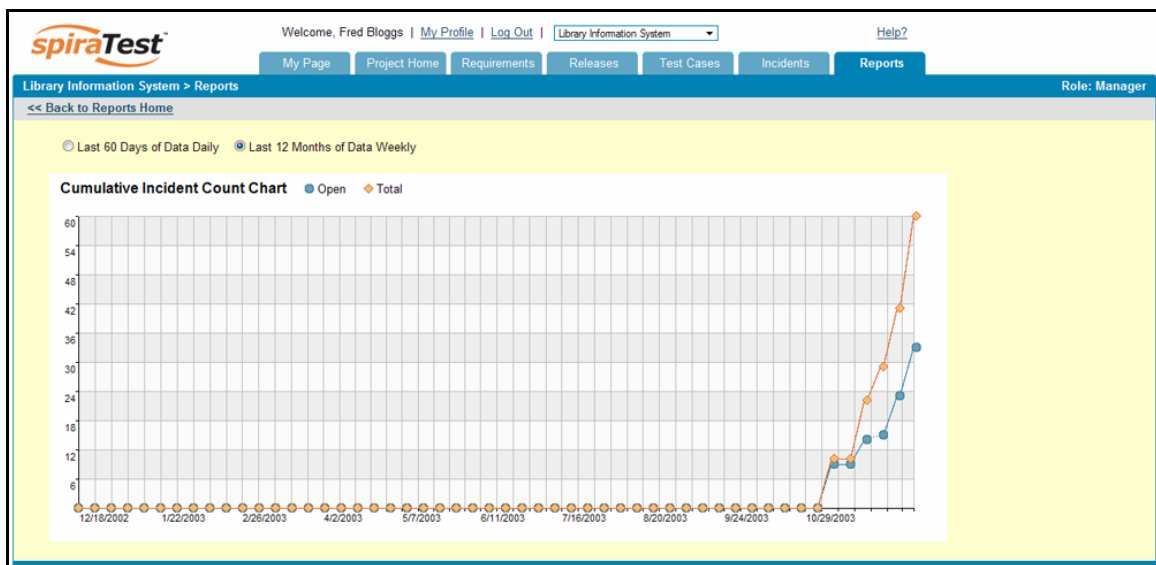 spiraTest™
Welcome, Fred Bloggs | My Profile | Log Out | Library Information System Help?
My Page Project Home Requirements Releases Test Cases Incidents Reports
Library Information System > Reports Role: Manager
<< Back to Reports Home
Last 60 Days of Data Daily Last 12 Months of Data Weekly
Cumulative Incident Count Chart Open Total
60
54
48
42
36
30
24
18
12
6
12/18/2002 1/22/2003 2/26/2003 4/2/2003 5/7/2003 6/11/2003 7/16/2003 8/20/2003 9/24/2003 10/29/2003